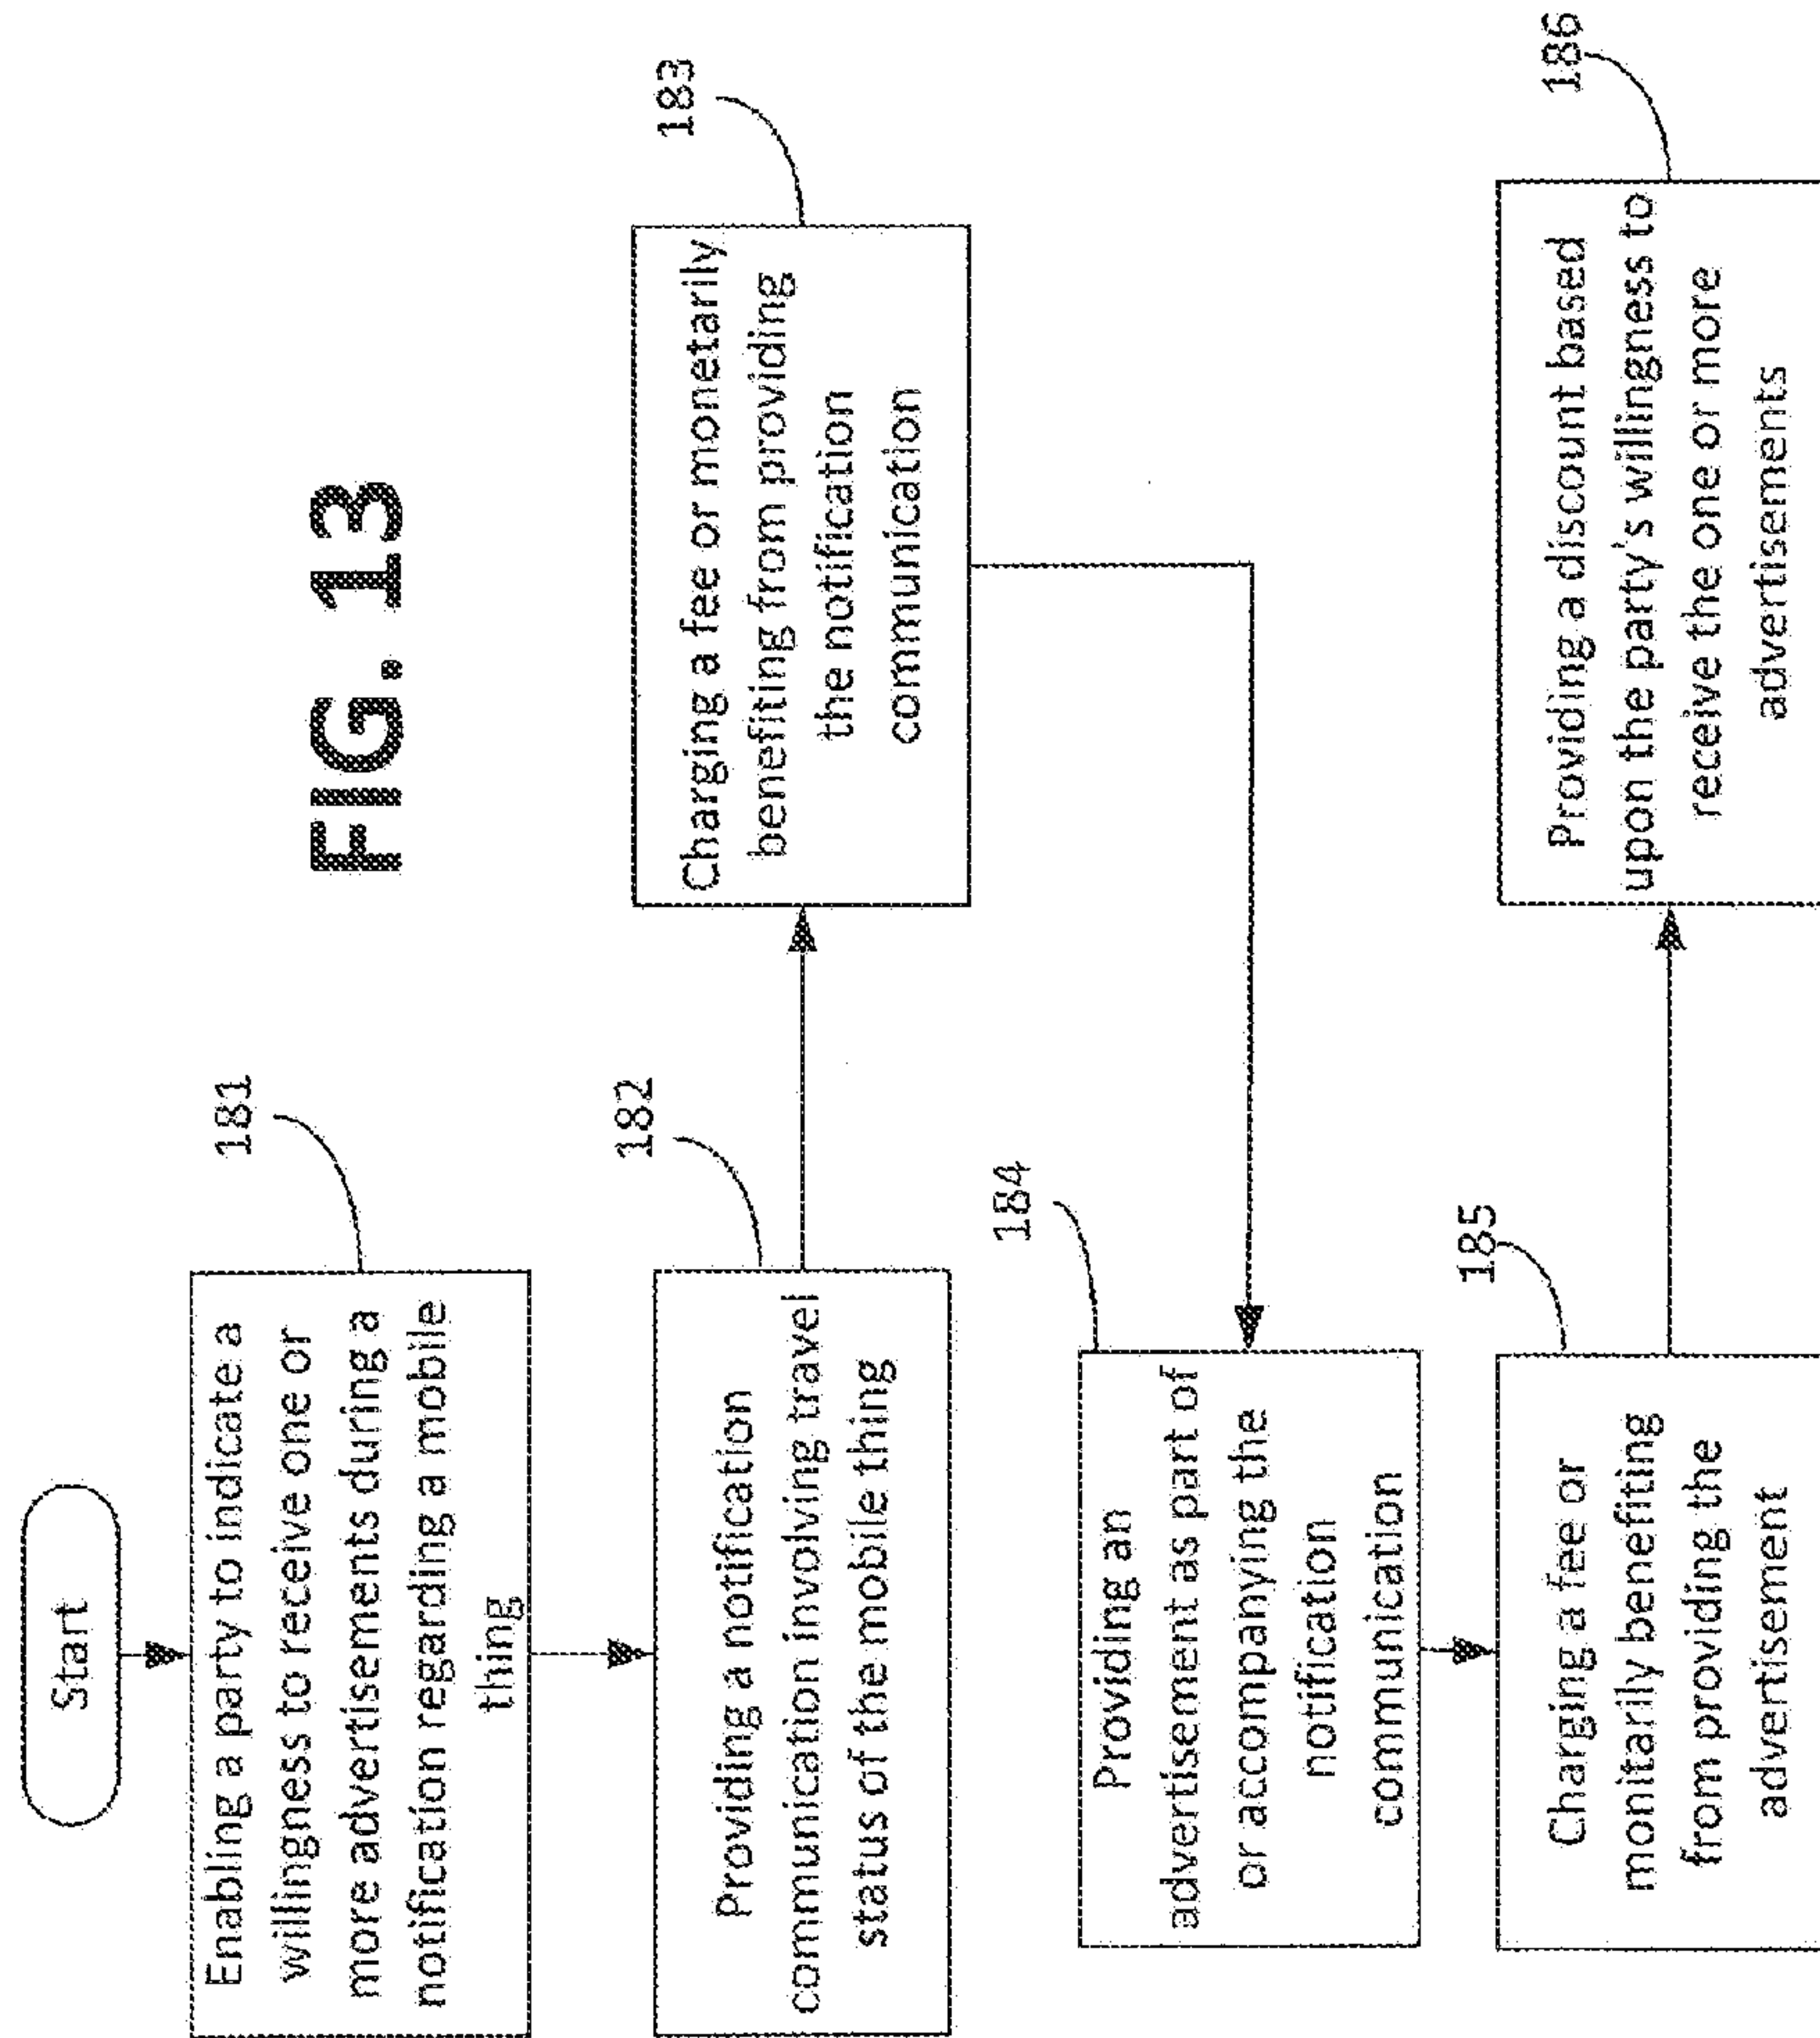 FIG. 13
Start
Enabling a party to indicate a
willingness to receive one or
more advertisements during a
notification regarding a mobile
thing
181
Providing a notification
communication involving travel
status of the mobile thing
182
Charging a fee or monetarily
benefiting from providing
the notification
communication
183
Providing an
advertisement as part of
or accompanying the
notification
communication
184
Charging a fee or
monitarily benefiting
from providing the
advertisement
185
Providing a discount based
upon the party's willingness to
receive the one or more
advertisements
186